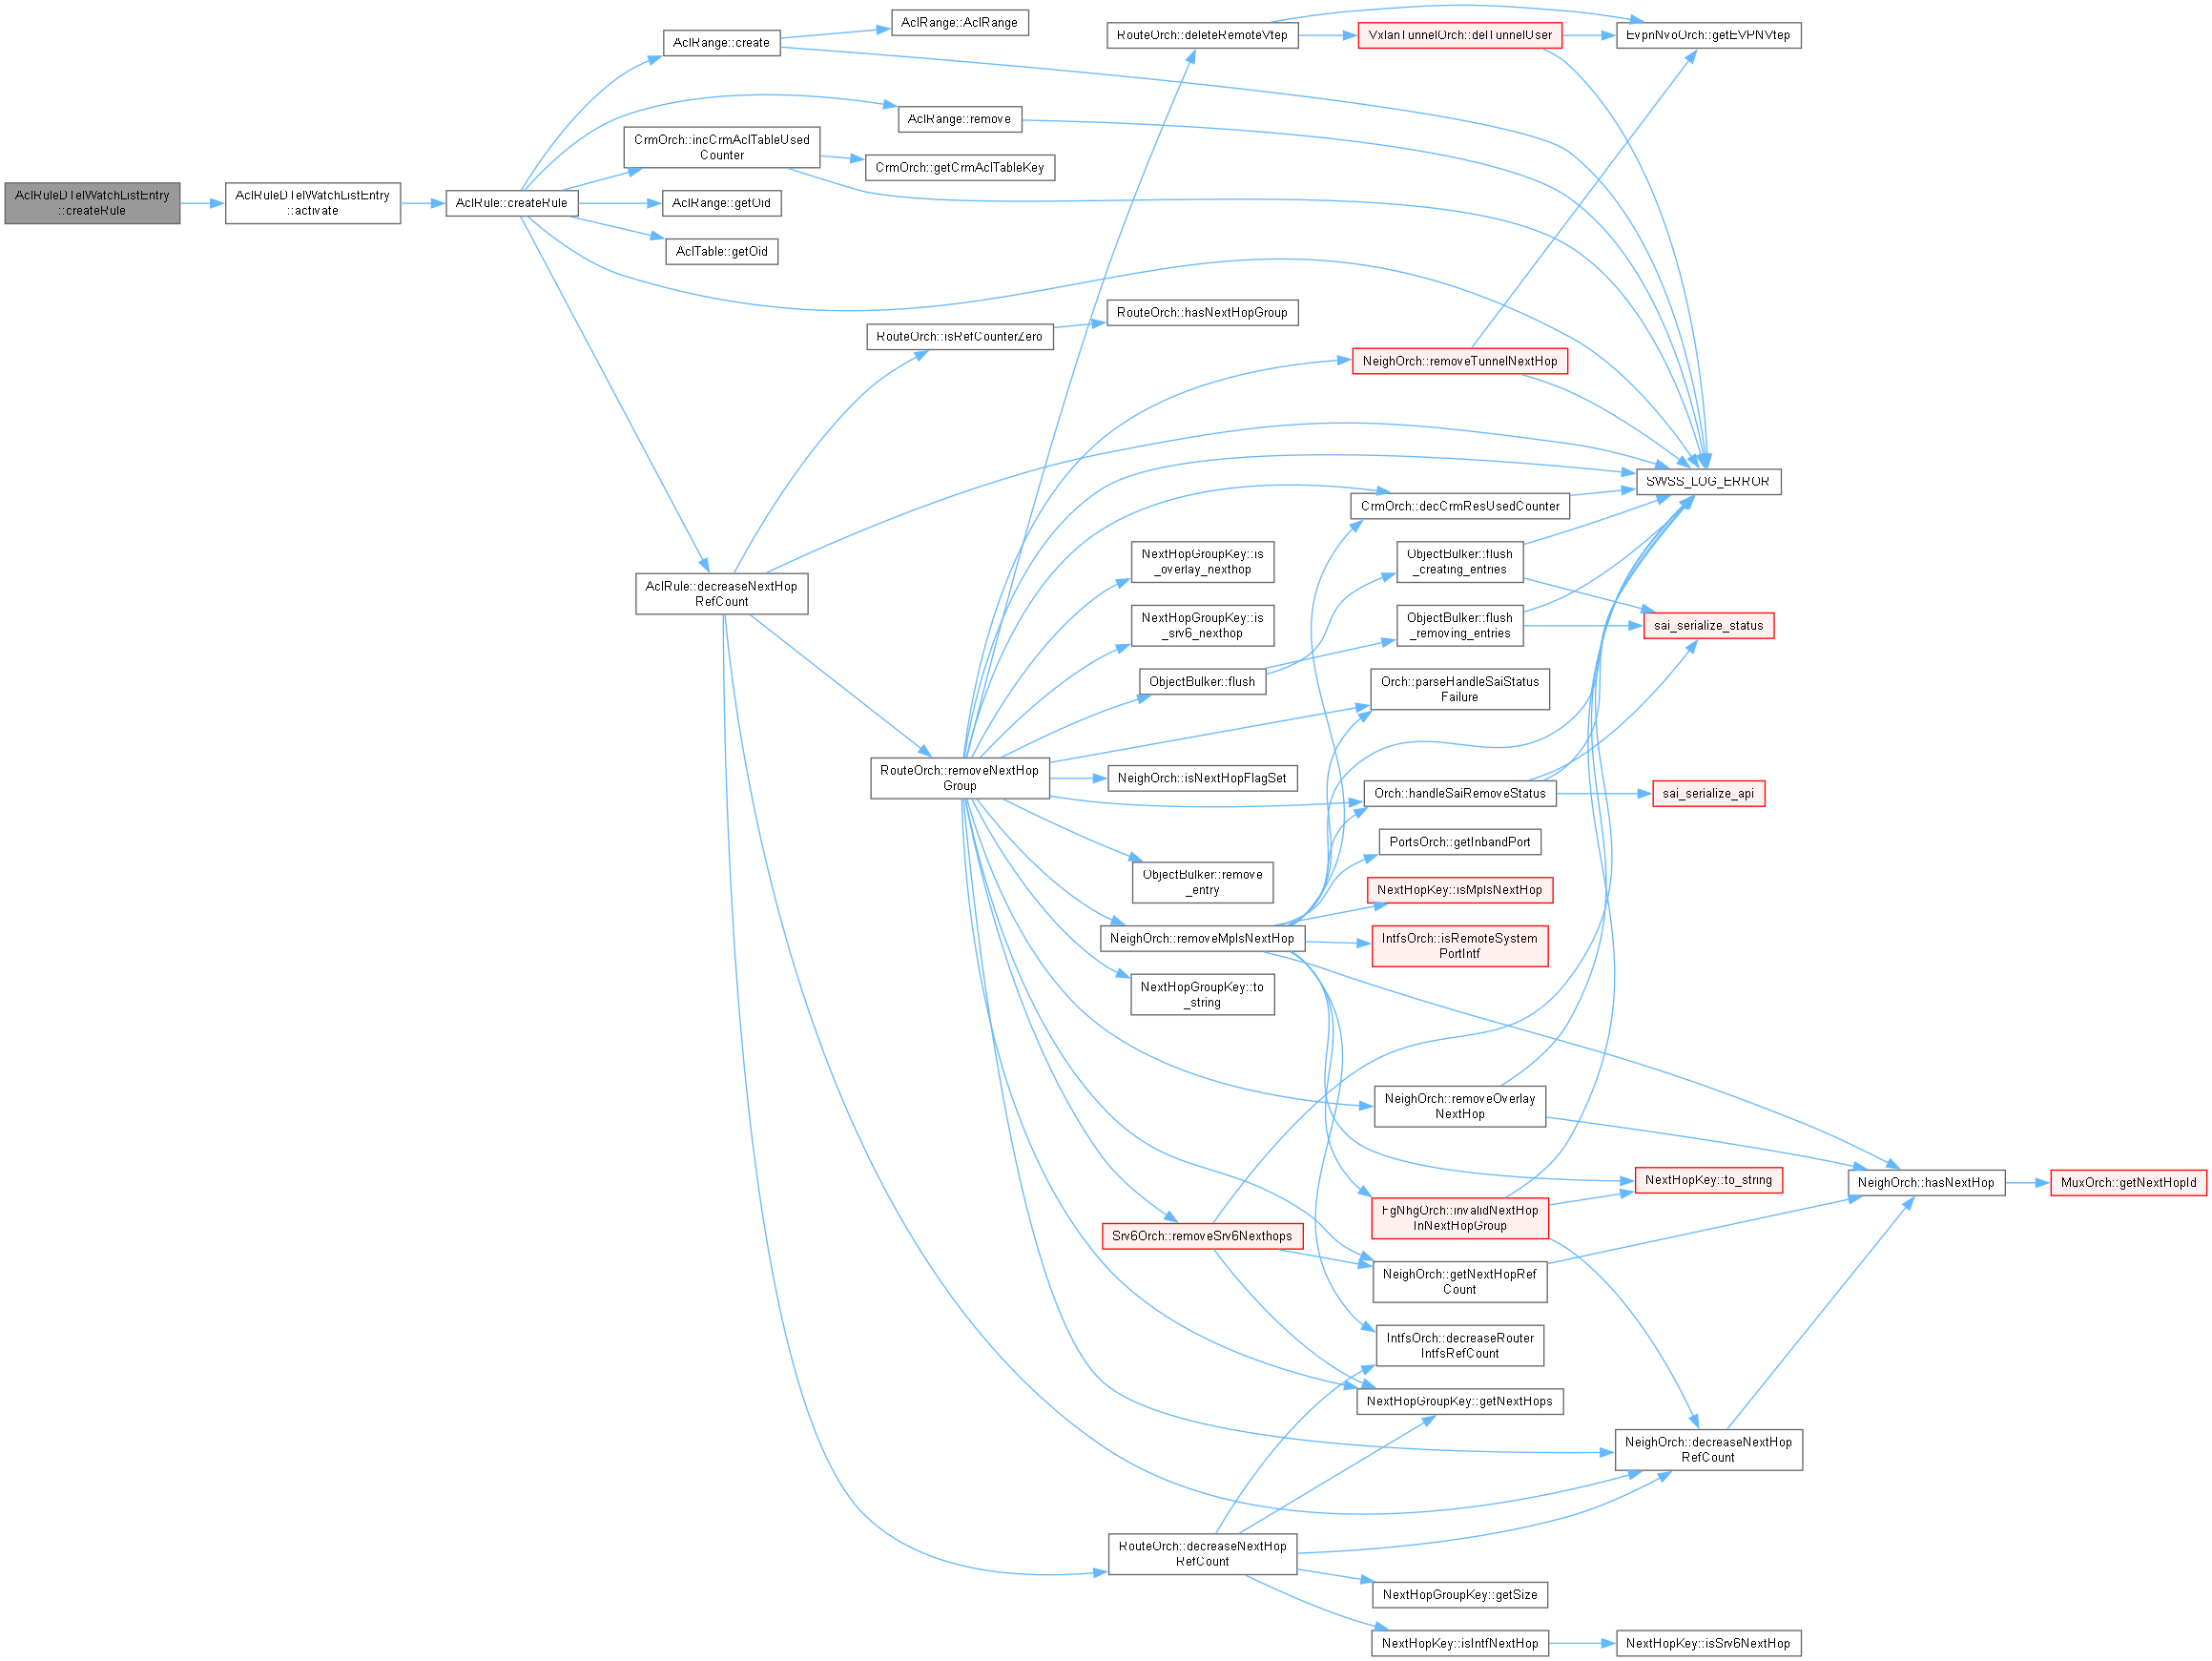 AclRuleDTelWatchListEntry
::createRule
AclRuleDTelWatchListEntry
::activate
AclRule::createRule
AclRange::create
AclRange::AclRange
AclRange::remove
CrmOrch::incCrmAclTableUsed
Counter
CrmOrch::getCrmAclTableKey
AclRange::getOid
AclTable::getOid
AclRule::decreaseNextHop
RefCount
RouteOrch::isRefCounterZero
RouteOrch::hasNextHopGroup
RouteOrch::removeNextHop
Group
RouteOrch::deleteRemoteVtep
VxlanTunnelOrch::delTunnelUser
EvpnNvoOrch::getEVPNVtep
NeighOrch::removeTunnelNextHop
SWSS_LOG_ERROR
CrmOrch::decCrmResUsedCounter
NextHopGroupKey::is
_overlay_nexthop
NextHopGroupKey::is
_srv6_nexthop
ObjectBulker::flush
ObjectBulker::flush
_creating_entries
ObjectBulker::flush
_removing_entries
sai_serialize_status
Orch::parseHandleSaiStatus
Failure
NeighOrch::isNextHopFlagSet
Orch::handleSaiRemoveStatus
sai_serialize_api
ObjectBulker::remove
_entry
PortsOrch::getInbandPort
NextHopKey::isMplsNextHop
NeighOrch::removeMplsNextHop
IntfsOrch::isRemoteSystem
PortIntf
NextHopGroupKey::to
_string
NeighOrch::removeOverlay
NextHop
NextHopKey::to_string
NeighOrch::hasNextHop
MuxOrch::getNextHopId
FgNhgOrch::invalidNextHop
InNextHopGroup
Srv6Orch::removeSrv6Nexthops
NeighOrch::getNextHopRef
Count
IntfsOrch::decreaseRouter
IntfsRefCount
NextHopGroupKey::getNextHops
NeighOrch::decreaseNextHop
RefCount
RouteOrch::decreaseNextHop
RefCount
NextHopGroupKey::getSize
NextHopKey::isIntfNextHop
NextHopKey::isSrv6NextHop